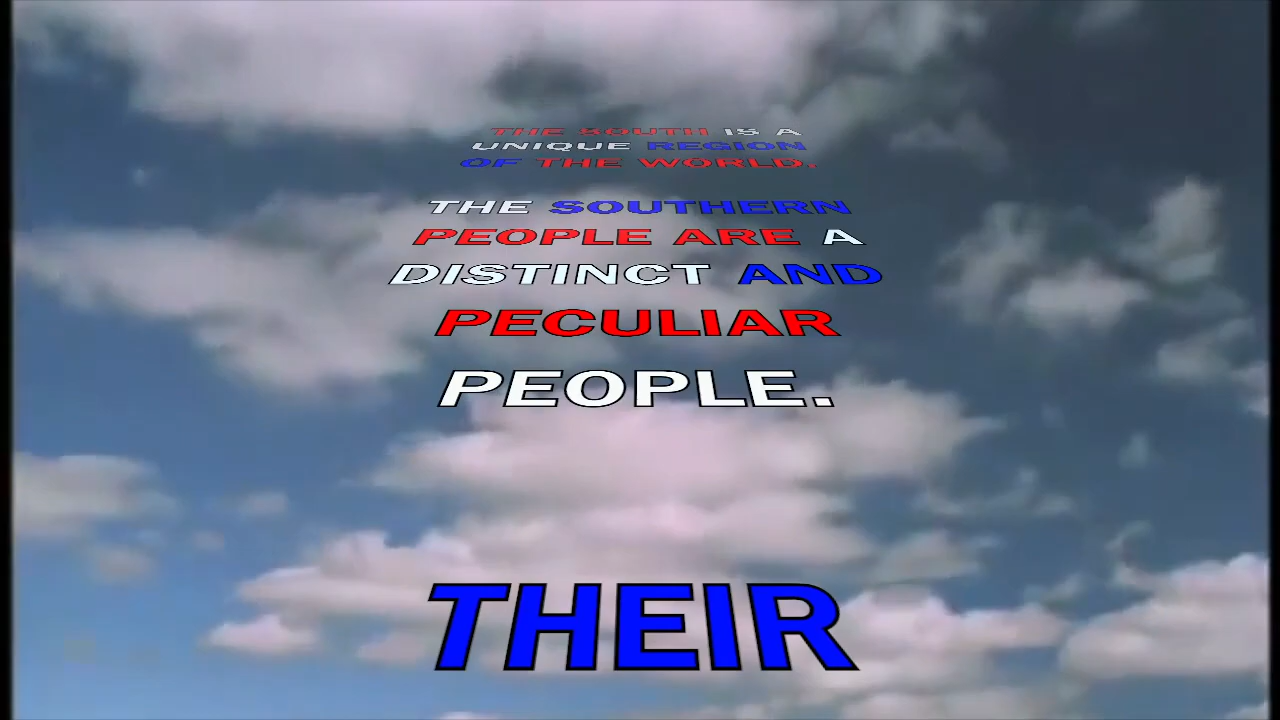 THE SOUTH IS A
UNIQUE REGION
OF THE WORLD.
THE SOUTHERN
PEOPLE ARE A
DISTINCT AND
PECULIAR
PEOPLE.
THEIR